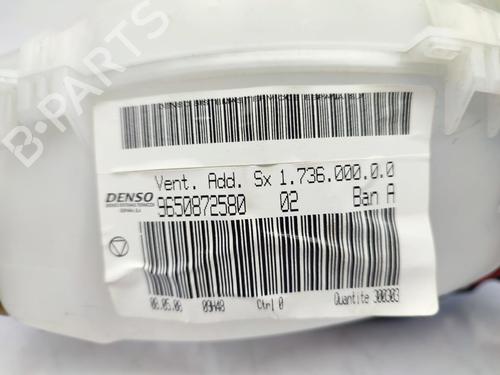 B-PARTS
Vent. Add. Sx 1.736.000.0.0
DENSO
9650872580 02 Ban A
08.05.06 09H48 Ctrl 0 Quantite 300303